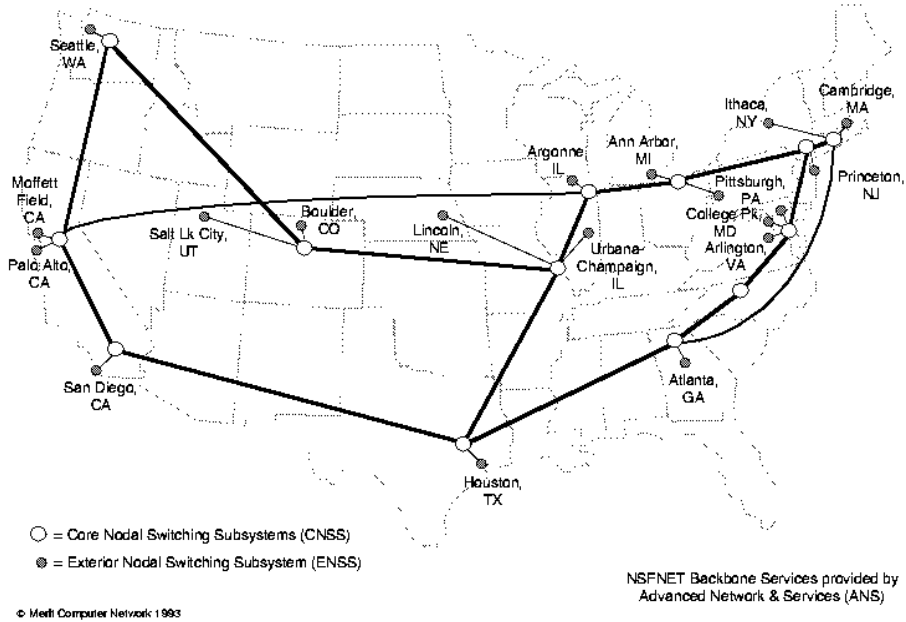 Seattle,
WA
Ithaca,
NY
Cambridge,
MA
Ann Arbor,
MI
Argonne,
IL
Moffett
Field,
CA
Pittsburgh,
PA
Princeton,
NJ
Boulder,
CO
College Pk,
MD
Salt Lk City,
UT
Lincoln,
NE
Urbana-
Champaign,
IL
Arlington,
VA
Palo Alto,
CA
San Diego,
CA
Atlanta,
GA
Houston,
TX
= Core Nodal Switching Subsystems (CNSS)
= Exterior Nodal Switching Subsystem (ENSS)
NSFNET Backbone Services provided by
Advanced Network & Services (ANS)
© Merit Computer Network 1993